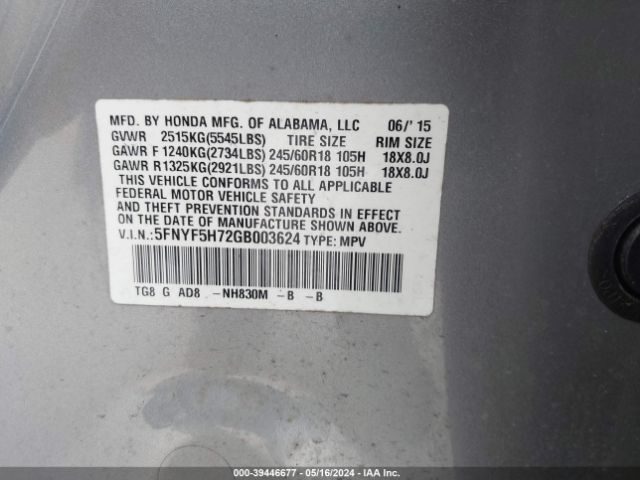 MFD. BY HONDA MFG. OF ALABAMA, LLC 06/'15
GVWR 2515KG(5545LBS) TIRE SIZE RIM SIZE
GAWR F 1240KG(2734LBS) 245/60R18 105H 18X8.0J
GAWR R1325KG(2921LBS) 245/60R18 105H 18X8.0J
THIS VEHICLE CONFORMS TO ALL APPLICABLE
FEDERAL MOTOR VEHICLE SAFETY
AND THEFT PREVENTION STANDARDS IN EFFECT
ON THE DATE OF MANUFACTURE SHOWN ABOVE.
V.I.N.:5FNYF5H72GB003624 TYPE: MPV
TG8 G AD8 -NH830M -B -B
© COPART-39446677 - 05/16/2024 - IAA Inc.